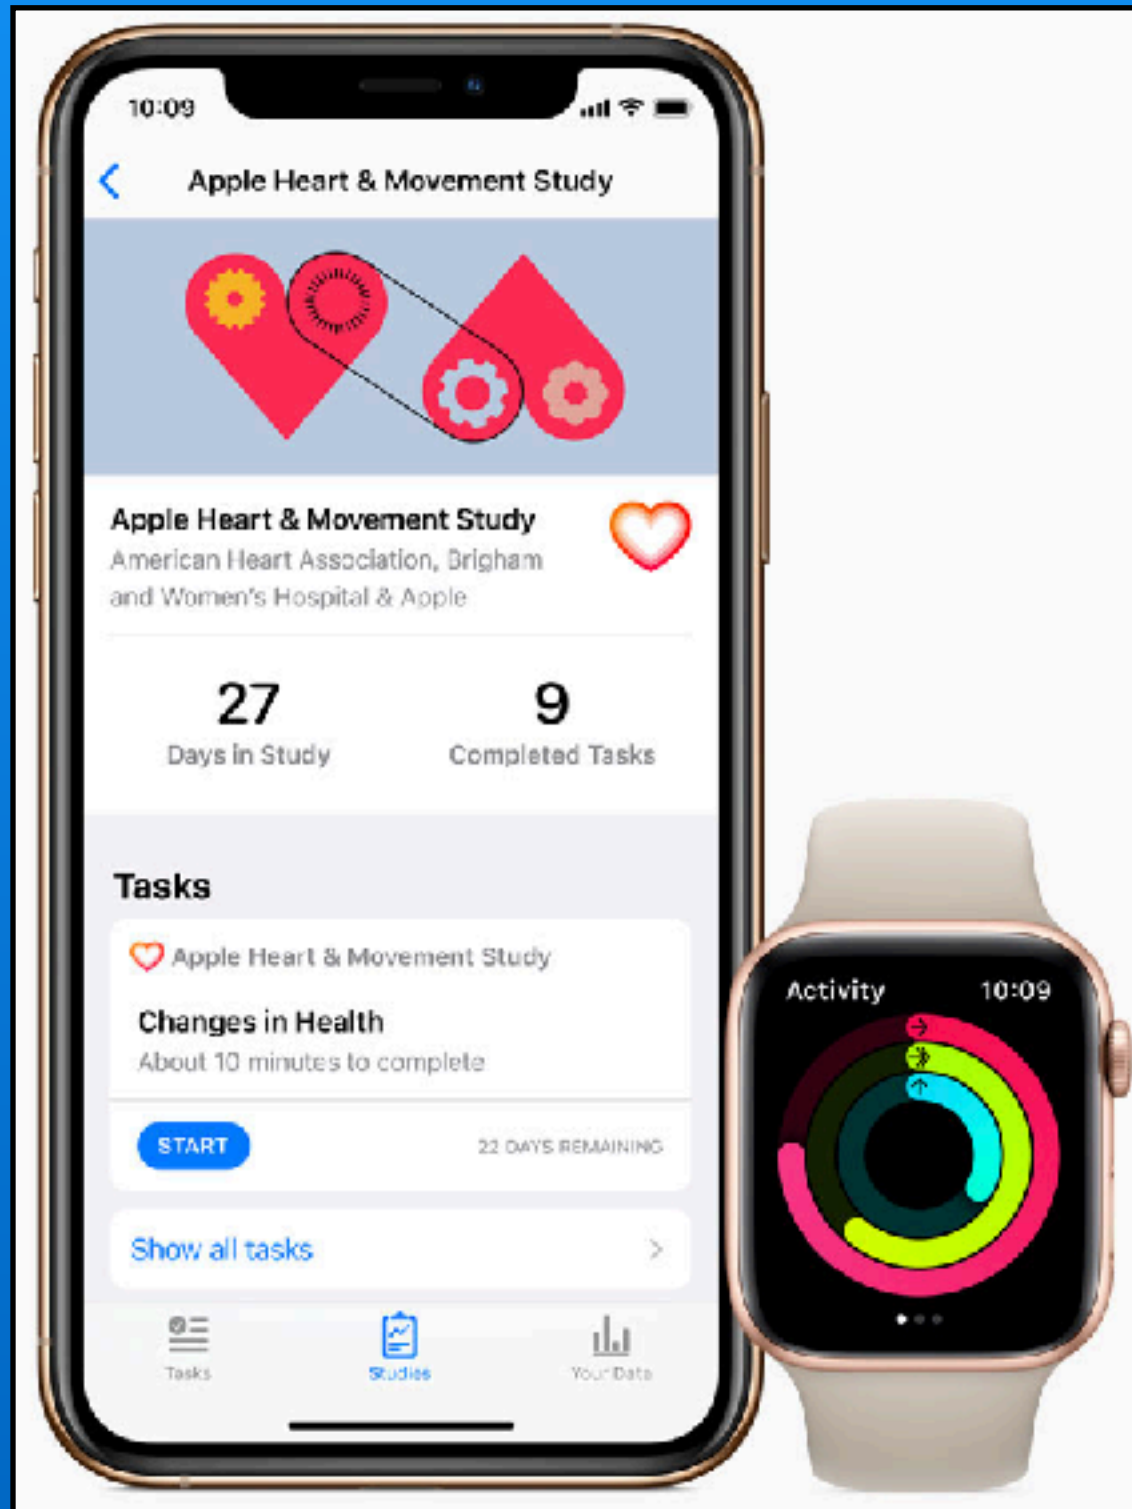 10:09
Apple Heart & Movement Study
Apple Heart & Movement Study
American Heart Association, Brigham
and Women's Hospital & Apple
27
Days in Study
9
Completed Tasks
Tasks
Apple Heart & Movement Study
Changes in Health
About 10 minutes to complete
START
22 DAYS REMAINING
Show all tasks
Tasks
Studies
Your Data
Activity
10:09